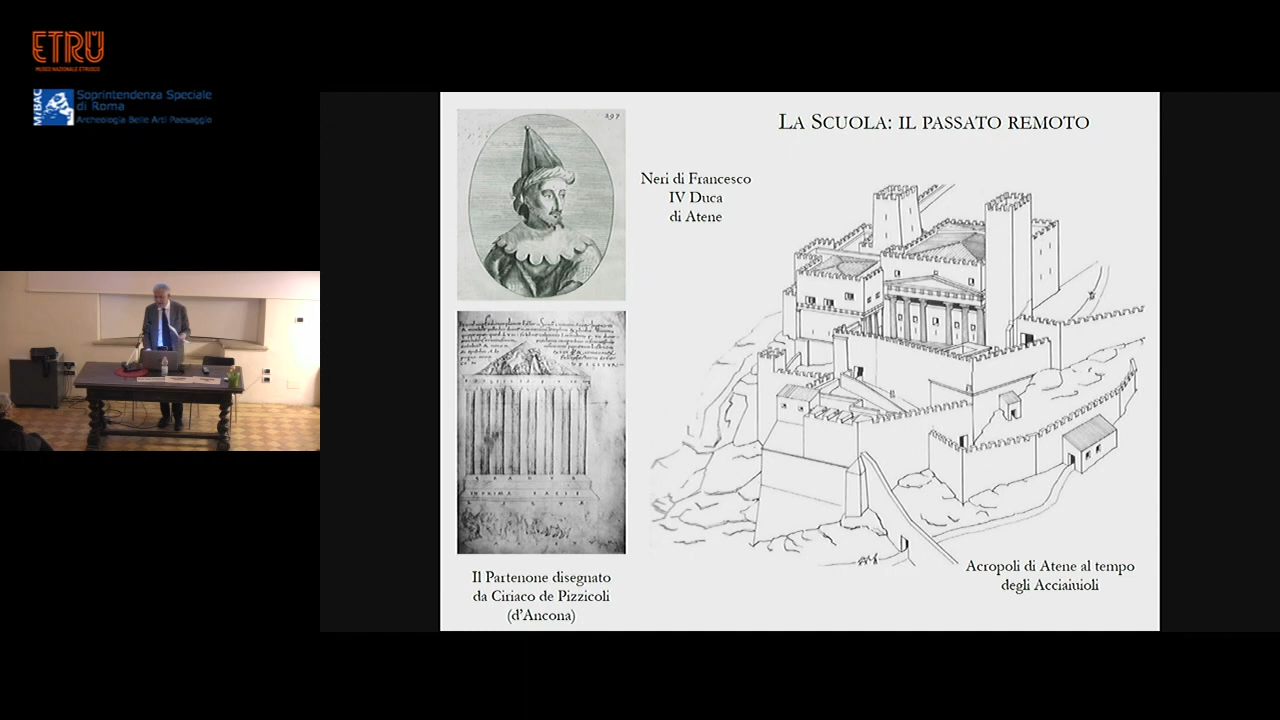 ETRU
MUSEO NAZIONALE ETRUSCO
MiBAC
Soprintendenza Speciale
di Roma
Archeologia Belle Arti Paesaggio
LA SCUOLA: IL PASSATO REMOTO
297
Neri di Francesco
IV Duca
di Atene
Il Partenone disegnato
da Ciriaco de Pizzicoli
(d'Ancona)
Acropoli di Atene al tempo
degli Acciaiuioli